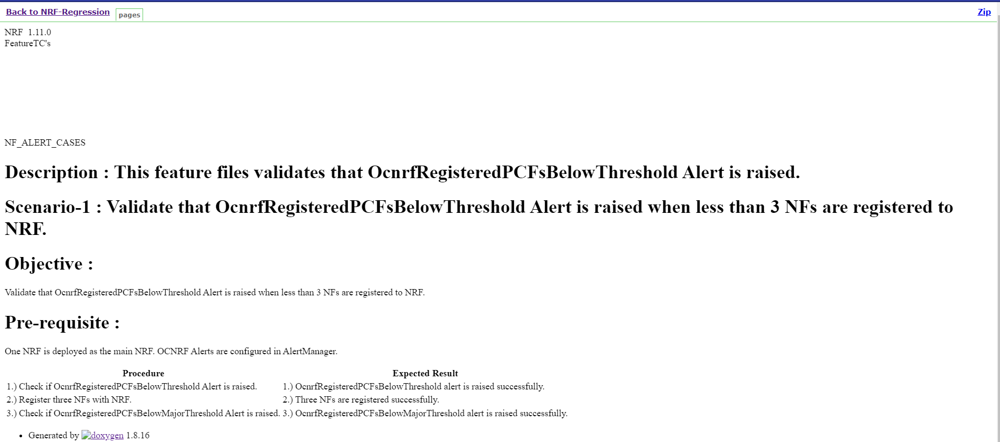 Back to NRF-Regression pages Zip
NRF 1.11.0
FeatureTC's
NF_ALERT_CASES
Description : This feature files validates that OcnrfRegisteredPCFsBelowThreshold Alert is raised.
Scenario-1 : Validate that OcnrfRegisteredPCFsBelowThreshold Alert is raised when less than 3 NFs are registered to
NRF.
Objective :
Validate that OcnrfRegisteredPCFsBelowThreshold Alert is raised when less than 3 NFs are registered to NRF.
Pre-requisite :
One NRF is deployed as the main NRF. OCNRF Alerts are configured in AlertManager.
Procedure Expected Result
1.) Check if OcnrfRegisteredPCFsBelowThreshold Alert is raised. 1.) OcnrfRegisteredPCFsBelowThreshold alert is raised successfully.
2.) Register three NFs with NRF. 2.) Three NFs are registered successfully.
3.) Check if OcnrfRegisteredPCFsBelowMajorThreshold Alert is raised. 3.) OcnrfRegisteredPCFsBelowMajorThreshold alert is raised successfully.
• Generated by doxygen 1.8.16